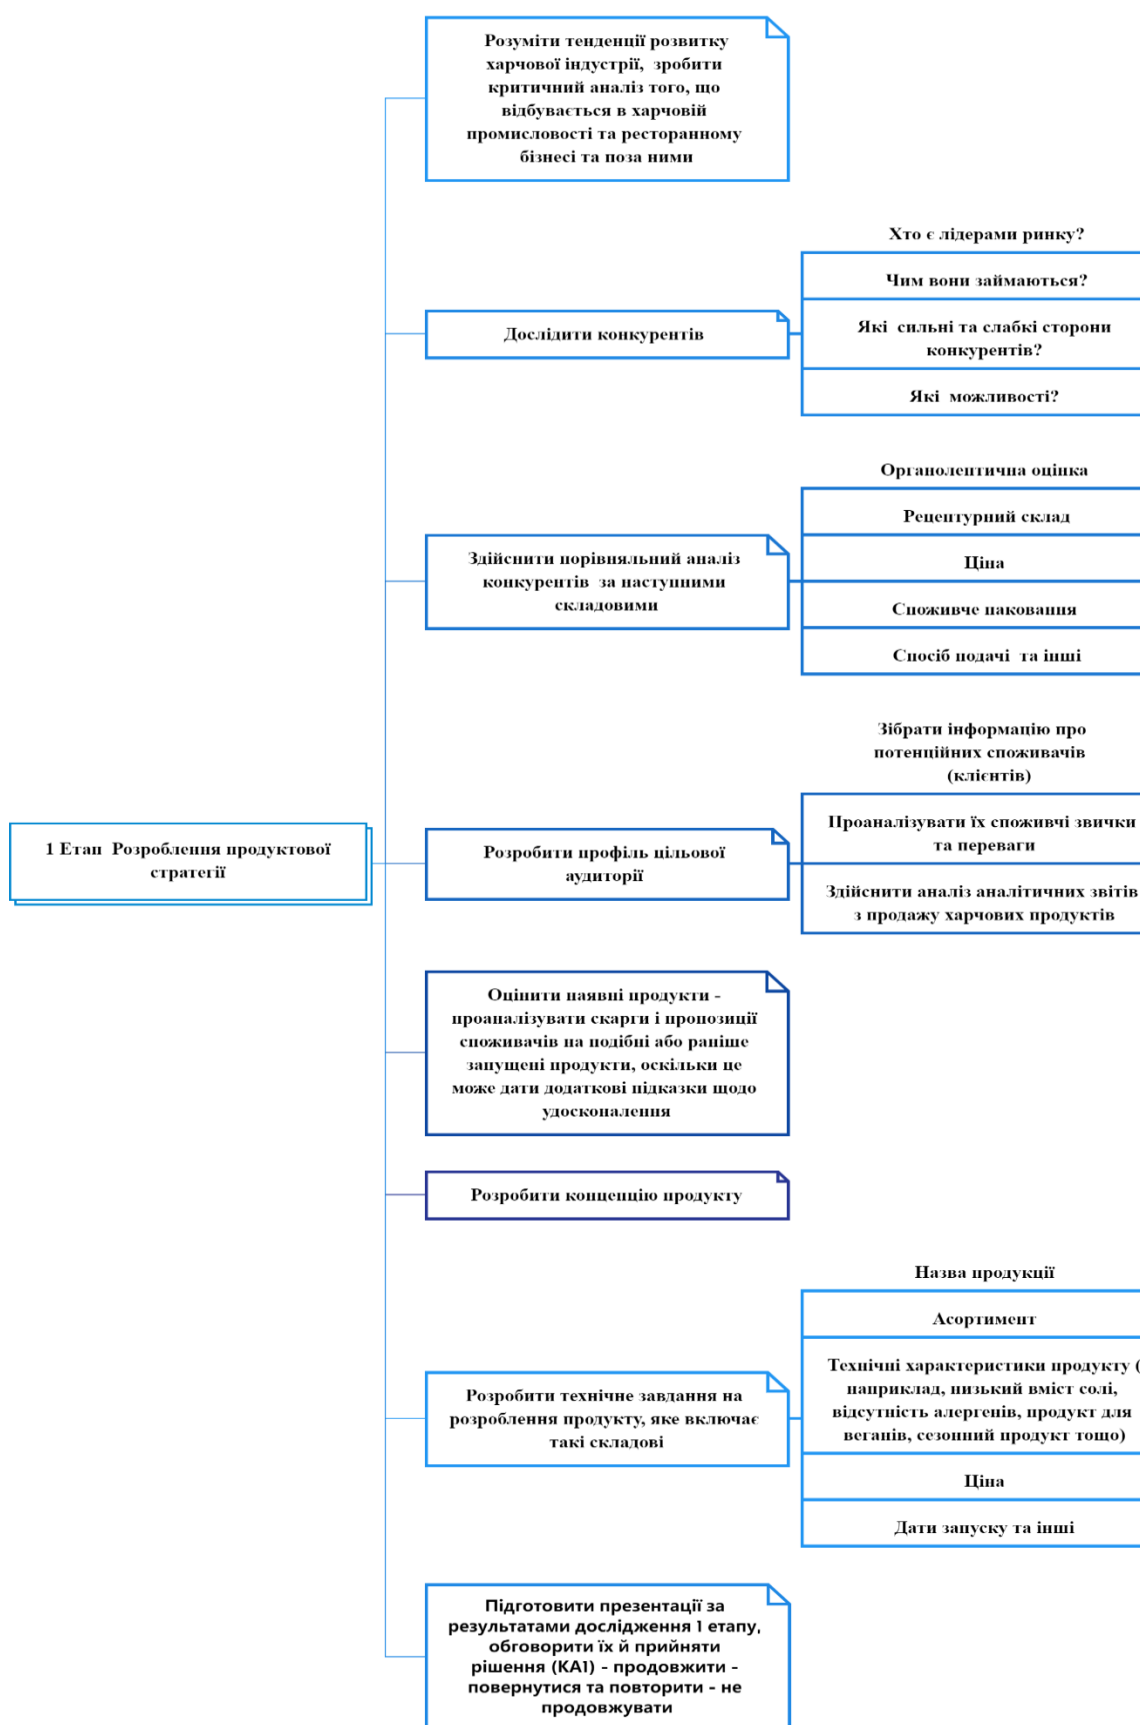 Розуміти тенденції розвитку
харчової індустрії, зробити
критичний аналіз того, що
відбувається в харчовій
промисловості та ресторанному
бізнесі та поза ними
Хто є лідерами ринку?
Чим вони займаються?
Дослідити конкурентів
Які сильні та слабкі сторони
конкурентів?
Які можливості?
Органолептична оцінка
Рецептурний склад
Здійснити порівняльний аналіз
конкурентів за наступними
складовими
Ціна
Споживче паковання
Спосіб подачі та інші
Зібрати інформацію про
потенційних споживачів
(клієнтів)
1 Етап Розроблення продуктової
стратегії
Розробити профіль цільової
аудиторії
Проаналізувати їх споживчі звички
та переваги
Здійснити аналіз аналітичних звітів
з продажу харчових продуктів
Оцінити наявні продукти -
проаналізувати скарги і пропозиції
споживачів на подібні або раніше
запущені продукти, оскільки це
може дати додаткові підказки щодо
удосконалення
Розробити концепцію продукту
Назва продукції
Асортимент
Розробити технічне завдання на
розроблення продукту, яке включає
такі складові
Технічні характеристики продукту (
наприклад, низький вміст солі,
відсутність алергенів, продукт для
веганів, сезонний продукт тощо)
Ціна
Дати запуску та інші
Підготовити презентації за
результатами дослідження 1 етапу,
обговорити їх й прийняти
рішення (КА1) - продовжити -
повернутися та повторити - не
продовжувати